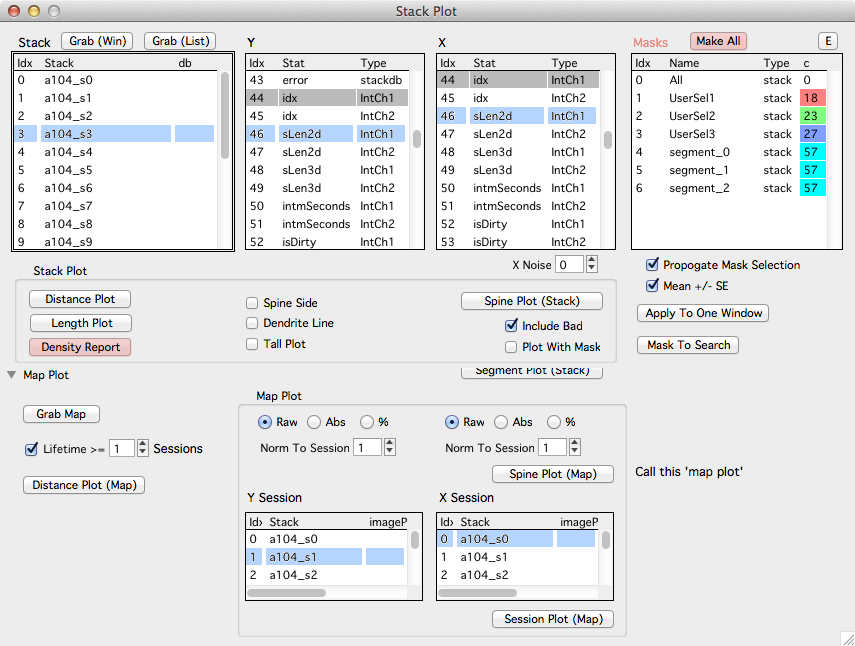 Stack Plot
Stack Grab (Win) Grab (List) Y X Masks Make All E
Idx Stack db
0 a104_s0
1 a104_s1
2 a104_s2
3 a104_s3
4 a104_s4
5 a104_s5
6 a104_s6
7 a104_s7
8 a104_s8
9 a104_s9
Idx Stat Type
43 error stackdb
44 idx IntCh1
45 idx IntCh2
46 sLen2d IntCh1
47 sLen2d IntCh2
48 sLen3d IntCh1
49 sLen3d IntCh2
50 intmSeconds IntCh1
51 intmSeconds IntCh2
52 isDirty IntCh1
Idx Stat Type
44 idx IntCh1
45 idx IntCh2
46 sLen2d IntCh1
47 sLen2d IntCh2
48 sLen3d IntCh1
49 sLen3d IntCh2
50 intmSeconds IntCh1
51 intmSeconds IntCh2
52 isDirty IntCh1
53 isDirty IntCh2
Idx Name Type c
0 All stack 0
1 UserSel1 stack 18
2 UserSel2 stack 23
3 UserSel3 stack 27
4 segment_0 stack 57
5 segment_1 stack 57
6 segment_2 stack 57
X Noise 0
Propogate Mask Selection
Mean +/- SE
Apply To One Window
Mask To Search
Stack Plot
Distance Plot
Length Plot
Density Report
Spine Side
Dendrite Line
Tall Plot
Spine Plot (Stack)
Include Bad
Plot With Mask
Segment Plot (Stack)
Map Plot
Grab Map
Lifetime >= 1 Sessions
Distance Plot (Map)
Map Plot
Raw Abs %
Norm To Session 1
Raw Abs %
Norm To Session 1
Spine Plot (Map)
Call this 'map plot'
Y Session
Idx Stack imageP
0 a104_s0
1 a104_s1
2 a104_s2
X Session
Idx Stack imageP
0 a104_s0
1 a104_s1
2 a104_s2
Session Plot (Map)